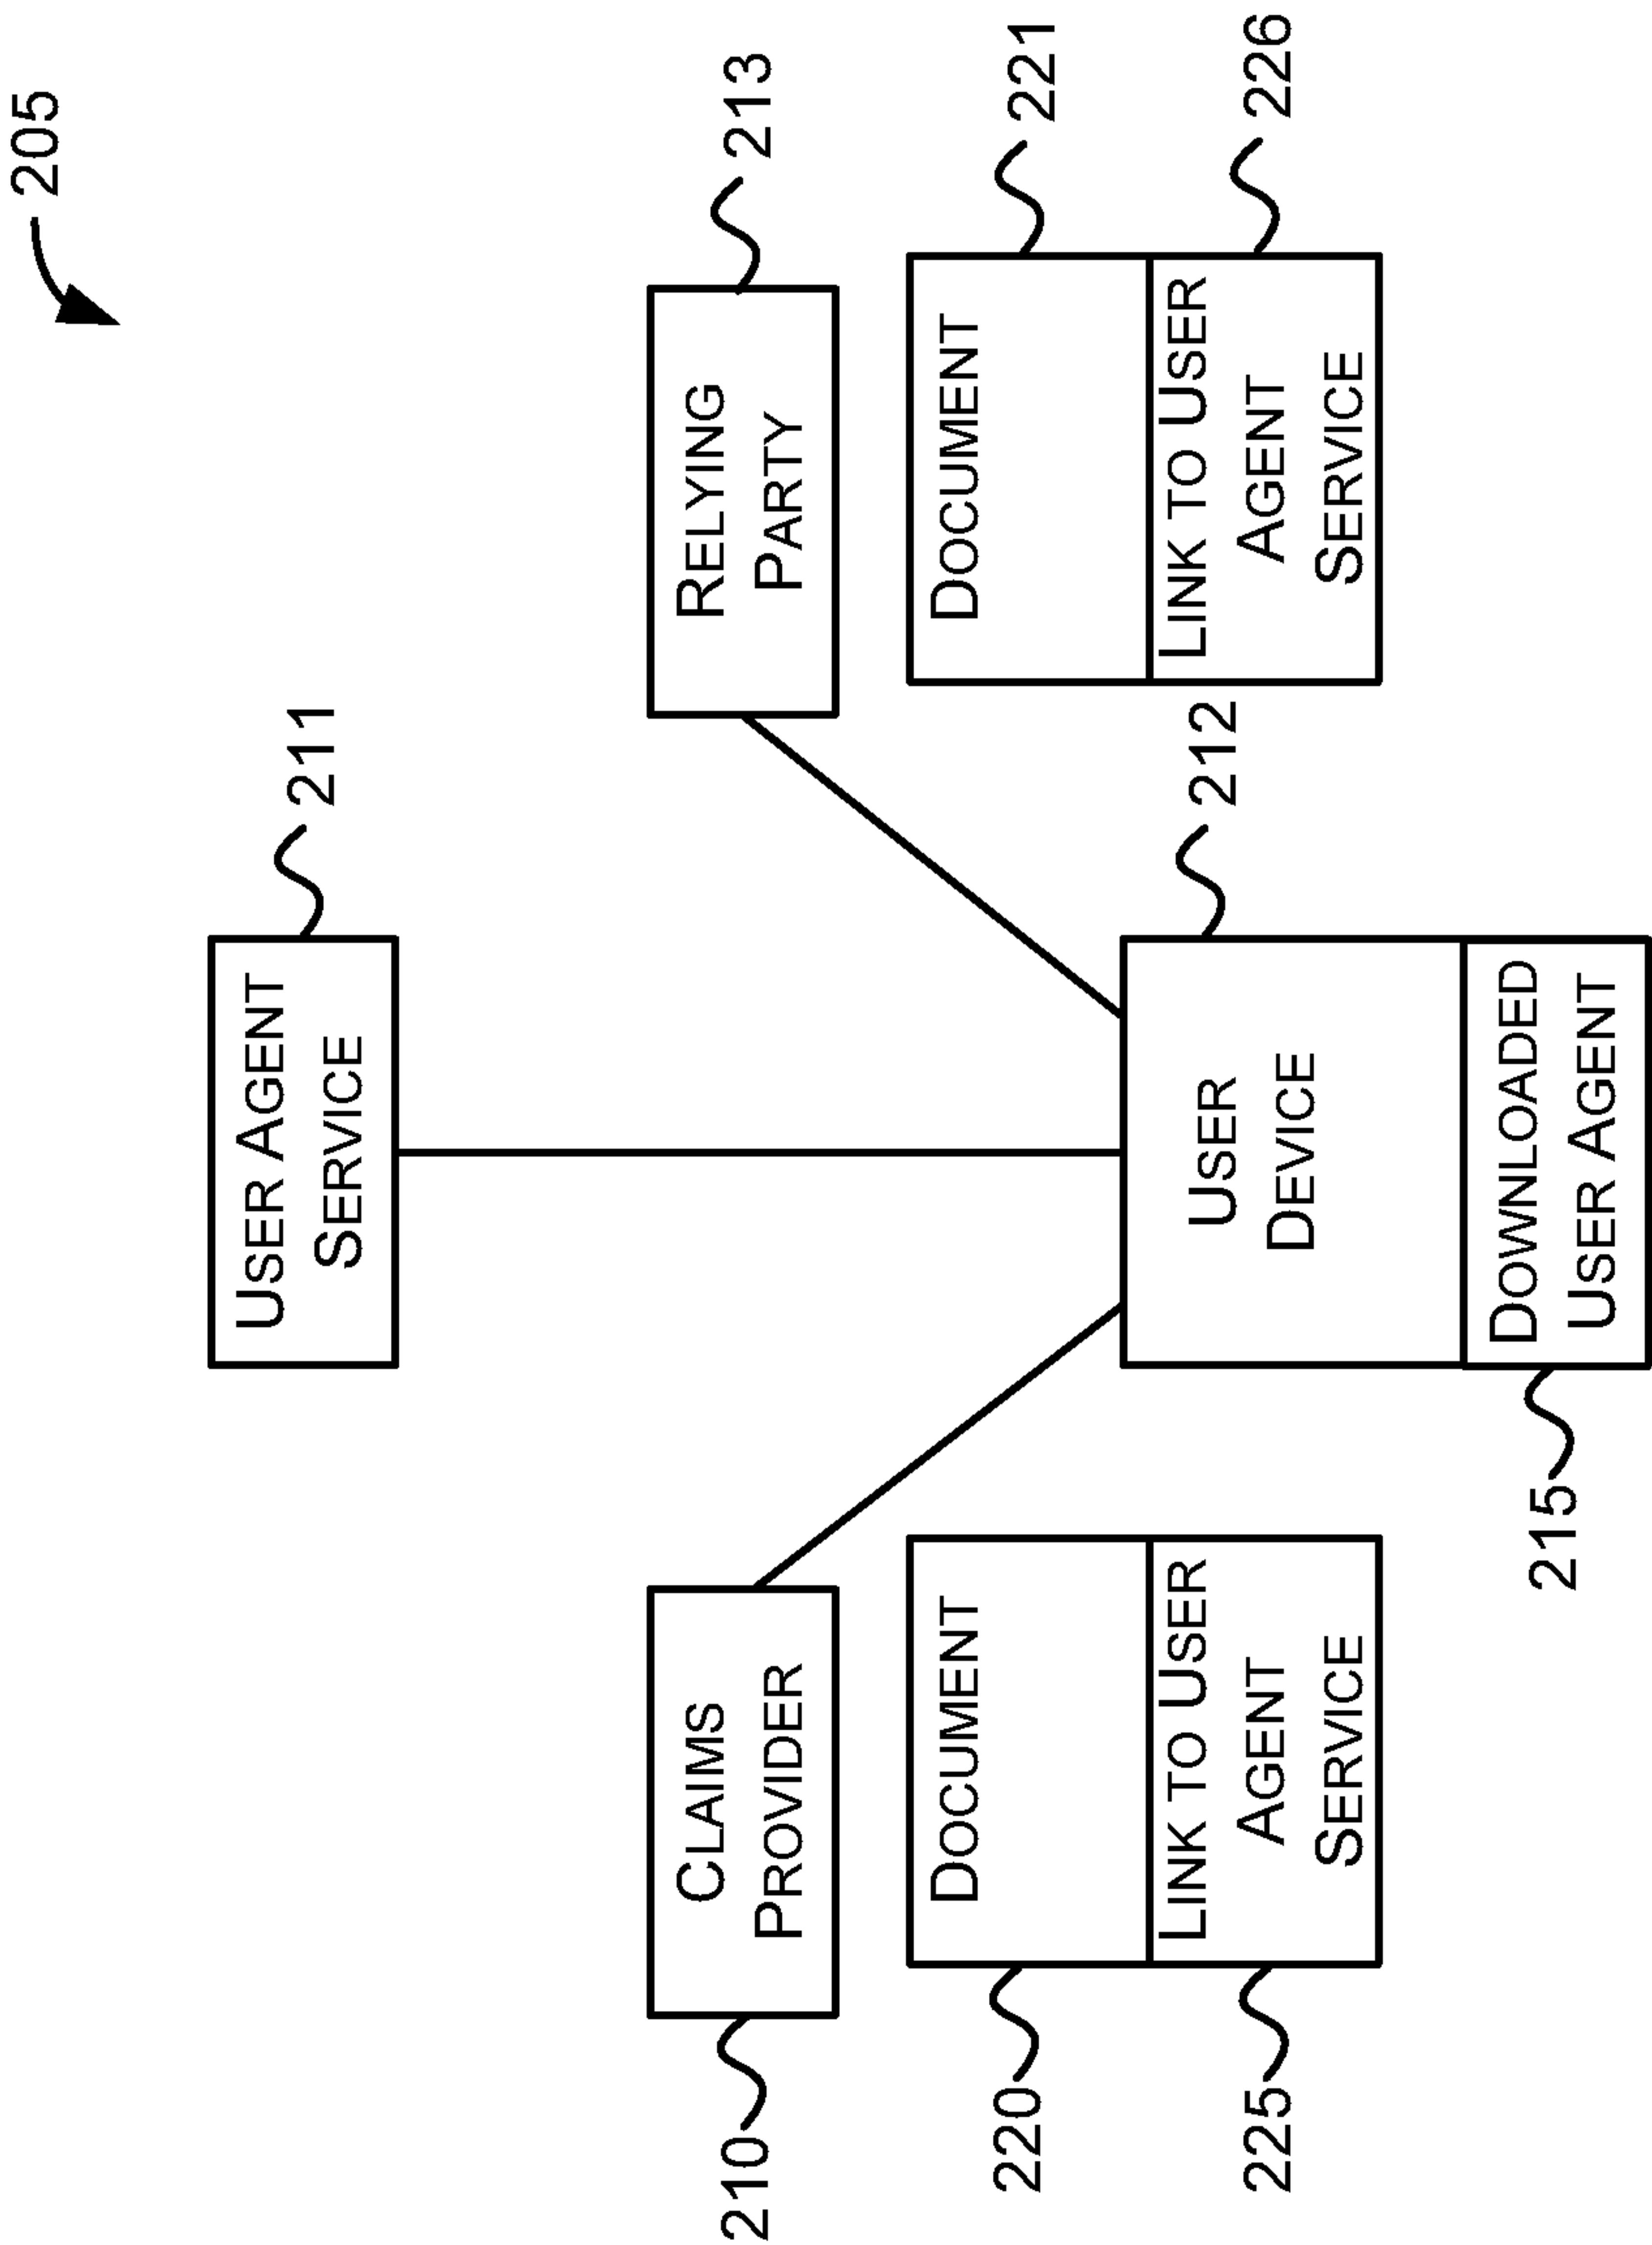 205
USER AGENT
SERVICE
211
CLAIMS
PROVIDER
210
RELYING
PARTY
213
DOCUMENT
220
LINK TO USER
AGENT
SERVICE
225
DOCUMENT
221
LINK TO USER
AGENT
SERVICE
226
USER
DEVICE
212
DOWNLOADED
USER AGENT
215